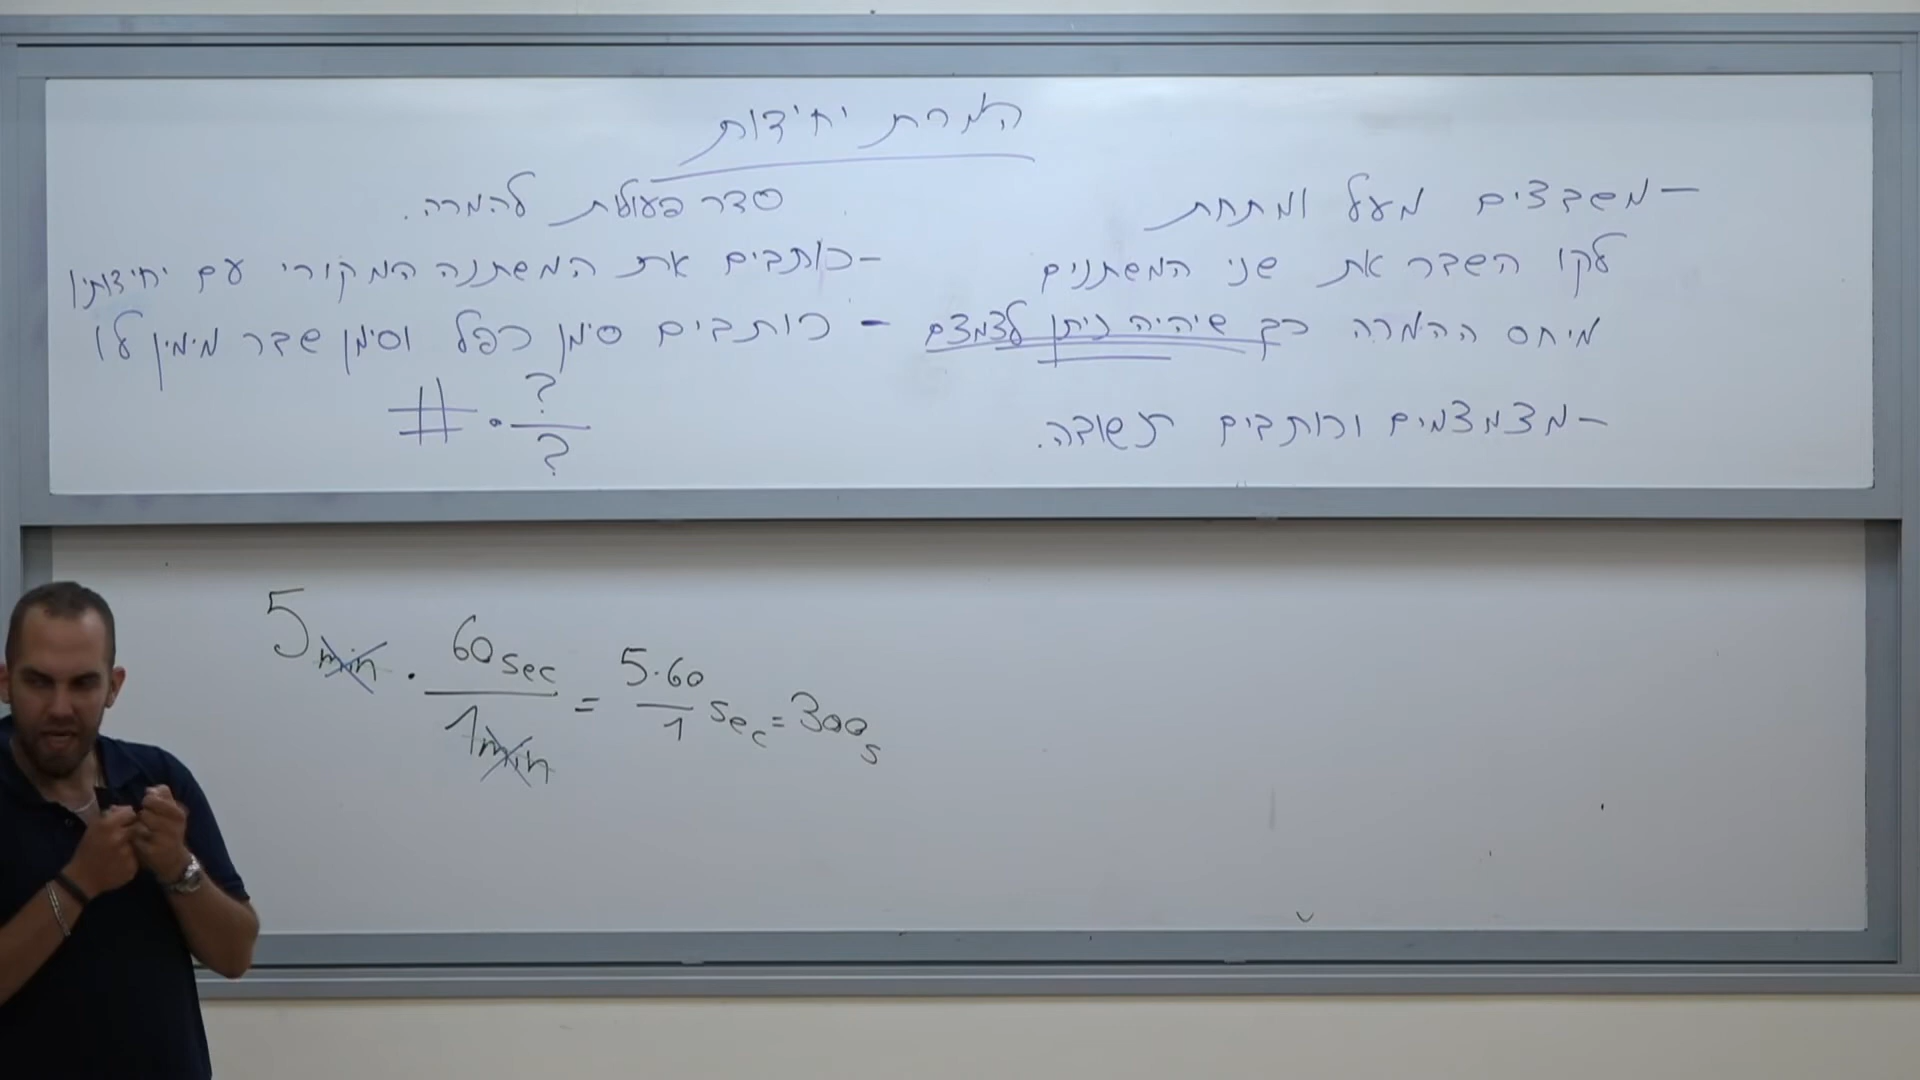 המרת יחידות
סדר פעולות להמרה.
-כותבים את המשתנה המקורי עם יחידותיו
- כותבים סימן כפל וסימן שבר מימין לו
# · ?/?
-משבצים מעל ומתחת
לקו השבר את שני המשתנים
מיחס ההמרה כך שיהיה ניתן לצמצם
-מצמצמים וכותבים תשובה.
5 min · 60 sec / 1 min = 5·60 / 1 sec = 300 s